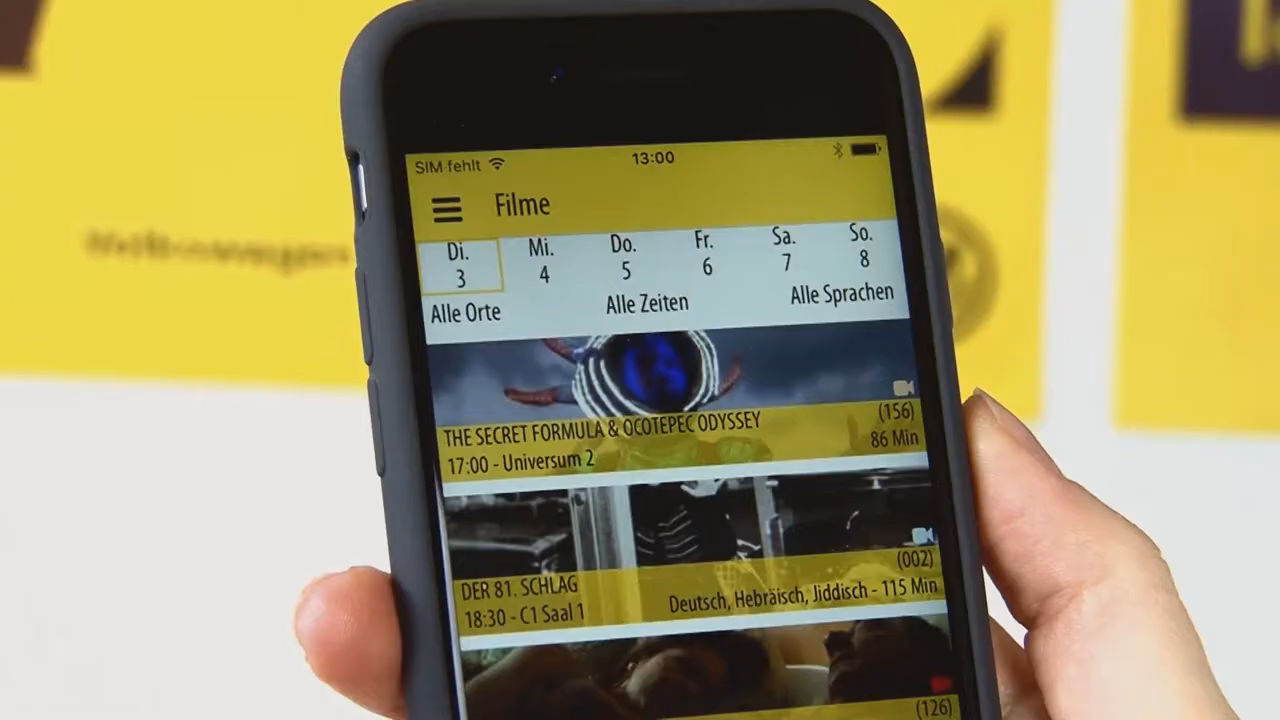 SIM fehlt 13:00
Filme
Di. Mi. Do. Fr. Sa. So.
3 4 5 6 7 8
Alle Orte Alle Zeiten Alle Sprachen
THE SECRET FORMULA & OCOTEPEC ODYSSEY (156)
17:00 - Universum 2 86 Min
DER 81. SCHLAG (002)
18:30 - C1 Saal 1 Deutsch, Hebräisch, Jiddisch - 115 Min
(126)
Volkswagen